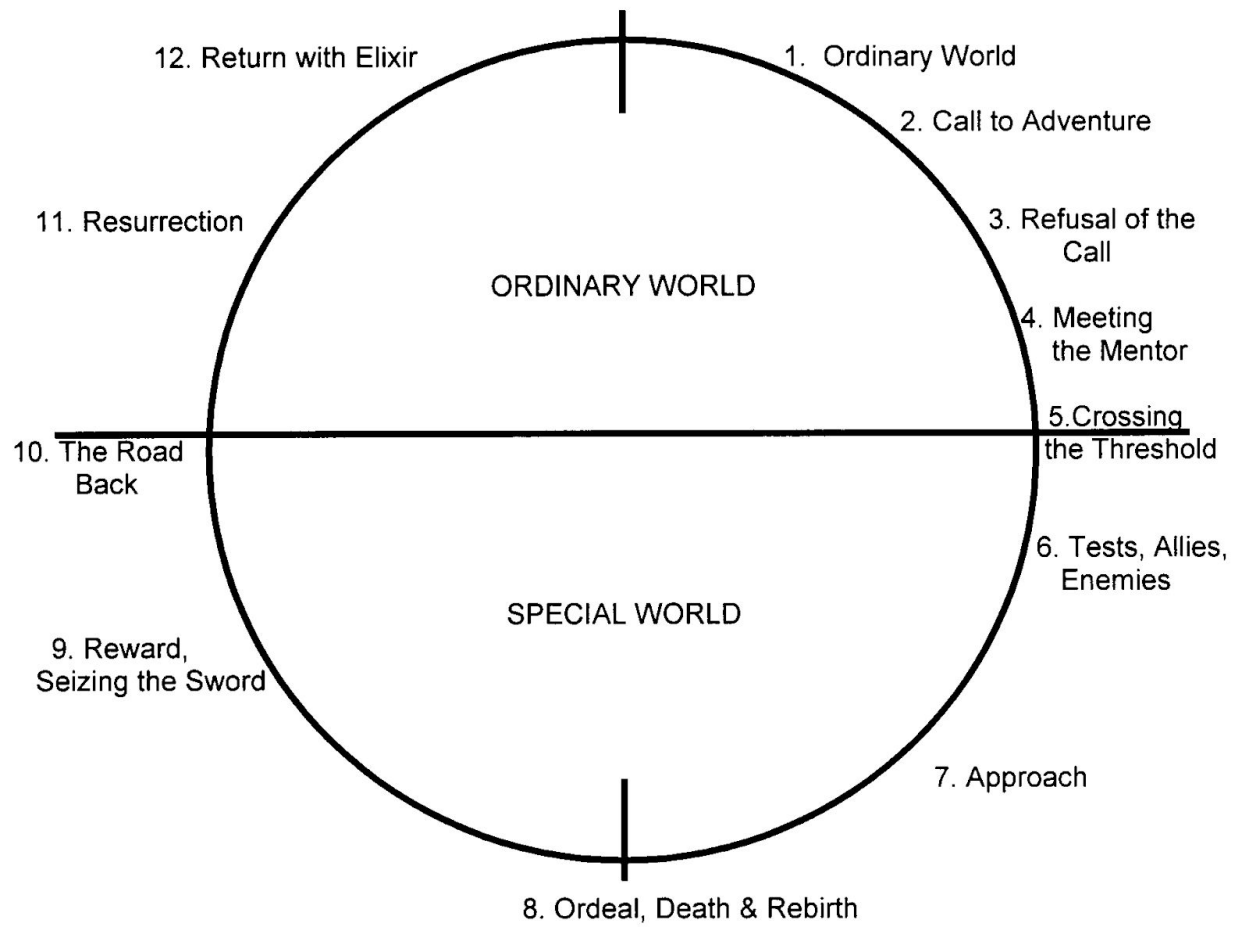 12. Return with Elixir
1. Ordinary World
2. Call to Adventure
11. Resurrection
3. Refusal of the
Call
ORDINARY WORLD
4. Meeting
the Mentor
5.Crossing
the Threshold
10. The Road
Back
6. Tests, Allies,
Enemies
SPECIAL WORLD
9. Reward,
Seizing the Sword
7. Approach
8. Ordeal, Death & Rebirth